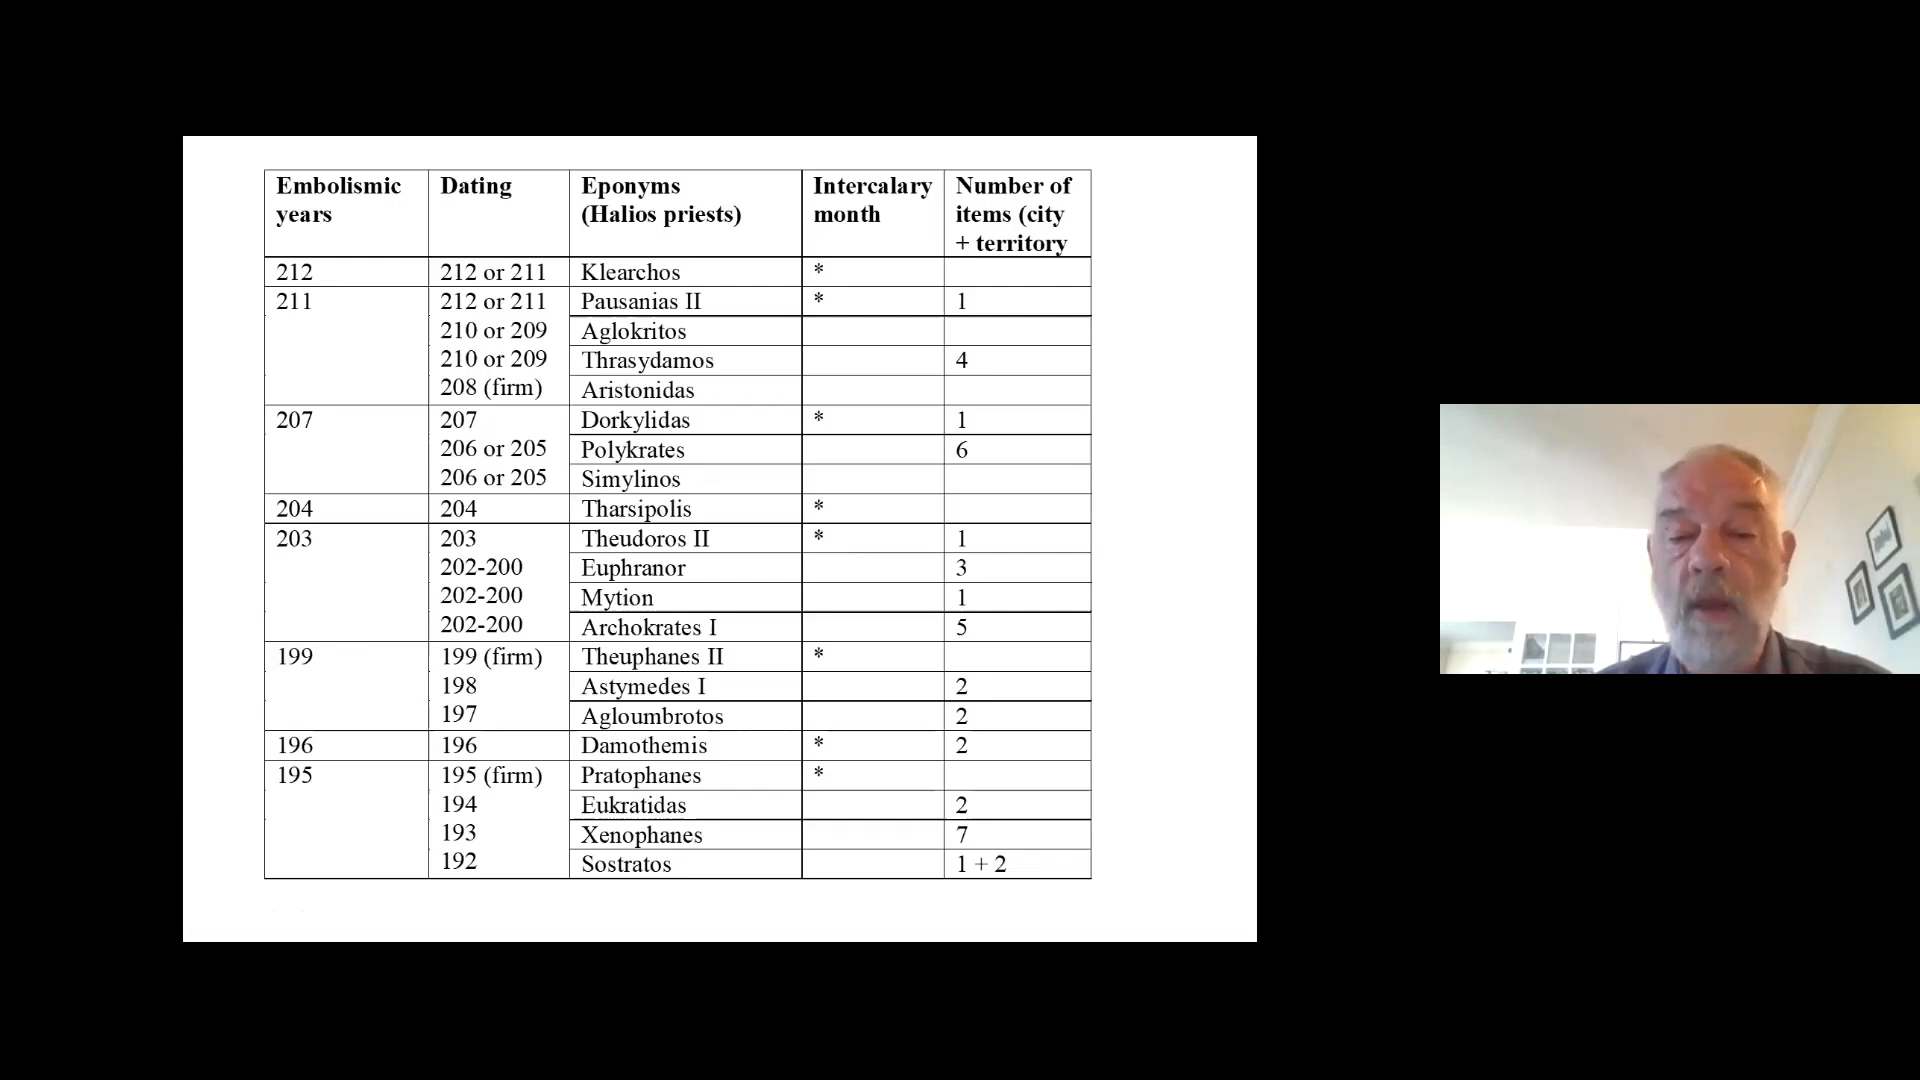 Embolismic years Dating Eponyms (Halios priests) Intercalary month Number of items (city + territory
212 212 or 211 Klearchos *
211 212 or 211 Pausanias II * 1
210 or 209 Aglokritos
210 or 209 Thrasydamos 4
208 (firm) Aristonidas
207 207 Dorkylidas * 1
206 or 205 Polykrates 6
206 or 205 Simylinos
204 204 Tharsipolis *
203 203 Theudoros II * 1
202-200 Euphranor 3
202-200 Mytion 1
202-200 Archokrates I 5
199 199 (firm) Theuphanes II *
198 Astymedes I 2
197 Agloumbrotos 2
196 196 Damothemis * 2
195 195 (firm) Pratophanes *
194 Eukratidas 2
193 Xenophanes 7
192 Sostratos 1 + 2